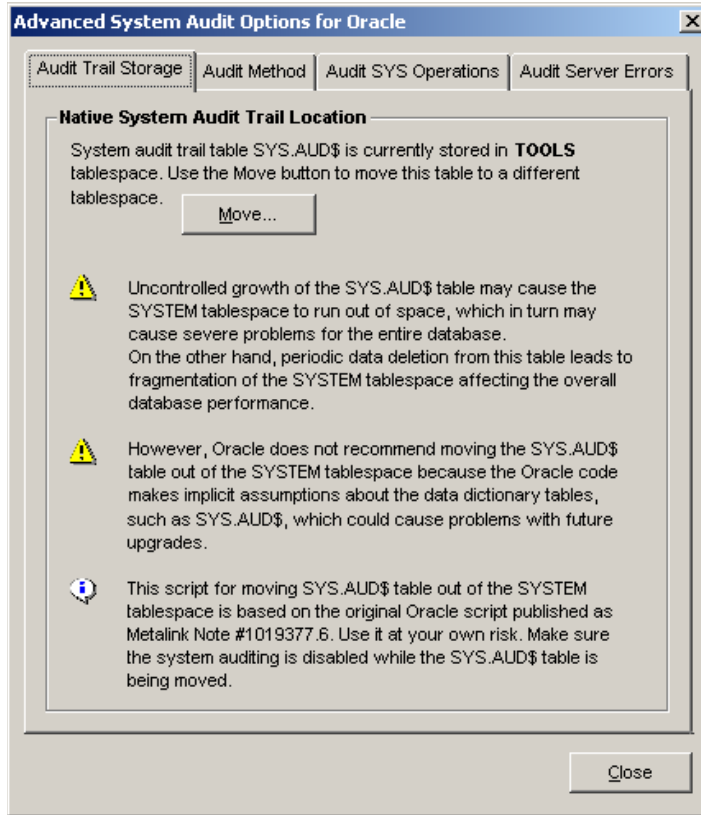 Advanced System Audit Options for Oracle
Audit Trail Storage Audit Method Audit SYS Operations Audit Server Errors
Native System Audit Trail Location
System audit trail table SYS.AUD$ is currently stored in TOOLS
tablespace. Use the Move button to move this table to a different
tablespace.
Move...
Uncontrolled growth of the SYS.AUD$ table may cause the
SYSTEM tablespace to run out of space, which in turn may
cause severe problems for the entire database.
On the other hand, periodic data deletion from this table leads to
fragmentation of the SYSTEM tablespace affecting the overall
database performance.
However, Oracle does not recommend moving the SYS.AUD$
table out of the SYSTEM tablespace because the Oracle code
makes implicit assumptions about the data dictionary tables,
such as SYS.AUD$, which could cause problems with future
upgrades.
This script for moving SYS.AUD$ table out of the SYSTEM
tablespace is based on the original Oracle script published as
Metalink Note #1019377.6. Use it at your own risk. Make sure
the system auditing is disabled while the SYS.AUD$ table is
being moved.
Close